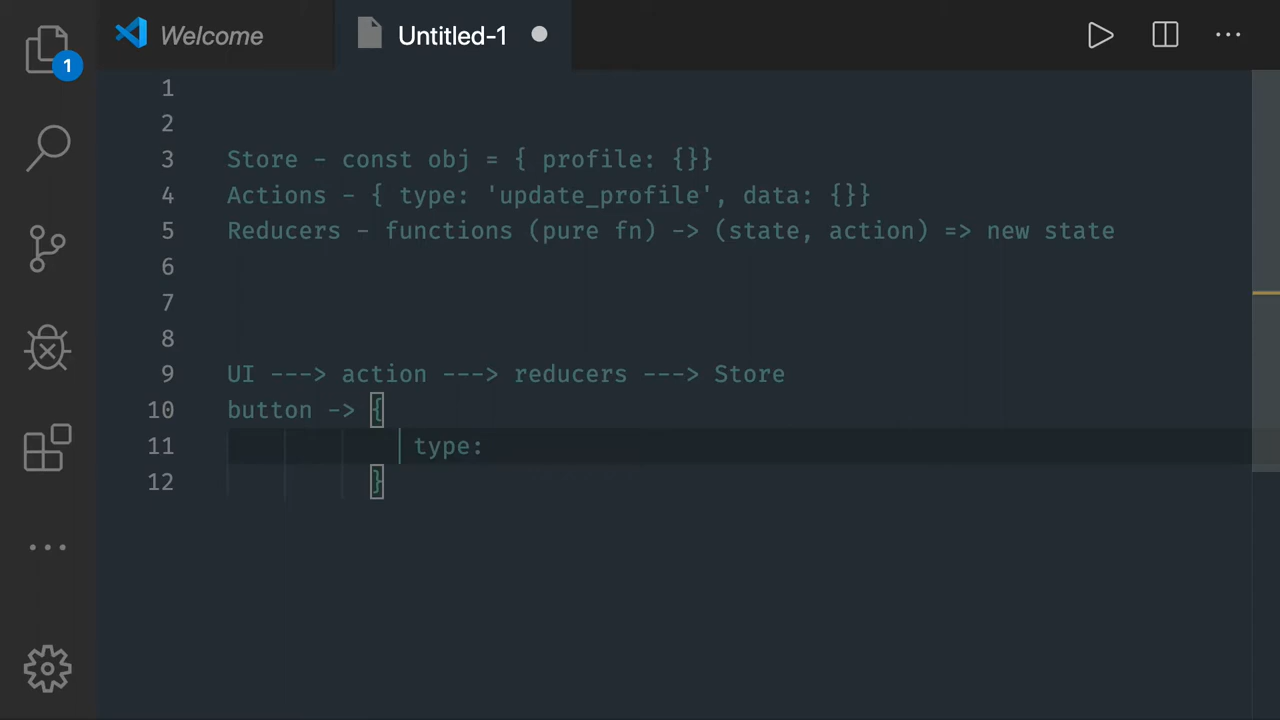 Welcome
Untitled-1
1
1
2
3 Store - const obj = { profile: {}}
4 Actions - { type: 'update_profile', data: {}}
5 Reducers - functions (pure fn) -> (state, action) => new state
6
7
8
9 UI ---> action ---> reducers ---> Store
10 button -> {
11 type:
12 }